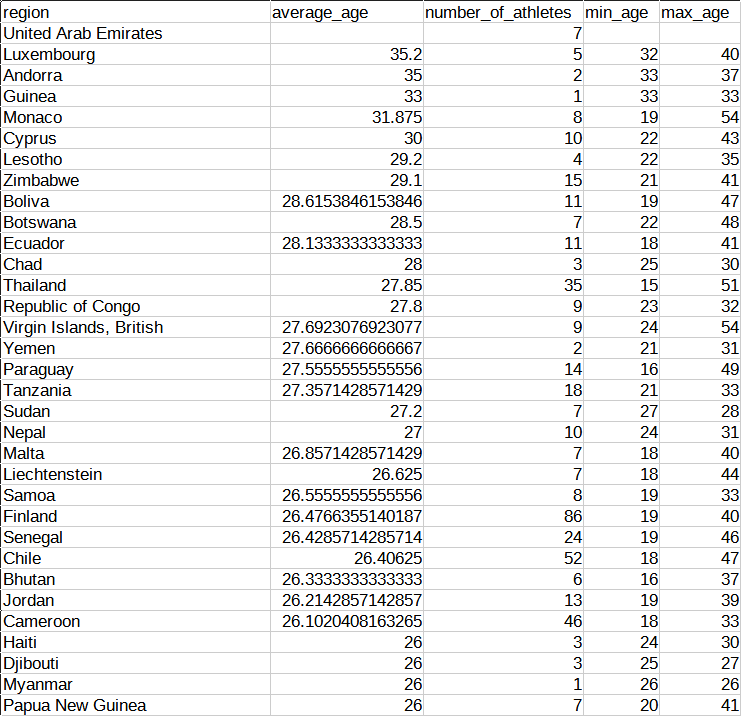 region average_age number_of_athletes min_age max_age
United Arab Emirates 7
Luxembourg 35.2 5 32 40
Andorra 35 2 33 37
Guinea 33 1 33 33
Monaco 31.875 8 19 54
Cyprus 30 10 22 43
Lesotho 29.2 4 22 35
Zimbabwe 29.1 15 21 41
Boliva 28.6153846153846 11 19 47
Botswana 28.5 7 22 48
Ecuador 28.1333333333333 11 18 41
Chad 28 3 25 30
Thailand 27.85 35 15 51
Republic of Congo 27.8 9 23 32
Virgin Islands, British 27.6923076923077 9 24 54
Yemen 27.6666666666667 2 21 31
Paraguay 27.5555555555556 14 16 49
Tanzania 27.3571428571429 18 21 33
Sudan 27.2 7 27 28
Nepal 27 10 24 31
Malta 26.8571428571429 7 18 40
Liechtenstein 26.625 7 18 44
Samoa 26.5555555555556 8 19 33
Finland 26.4766355140187 86 19 40
Senegal 26.4285714285714 24 19 46
Chile 26.40625 52 18 47
Bhutan 26.3333333333333 6 16 37
Jordan 26.2142857142857 13 19 39
Cameroon 26.1020408163265 46 18 33
Haiti 26 3 24 30
Djibouti 26 3 25 27
Myanmar 26 1 26 26
Papua New Guinea 26 7 20 41